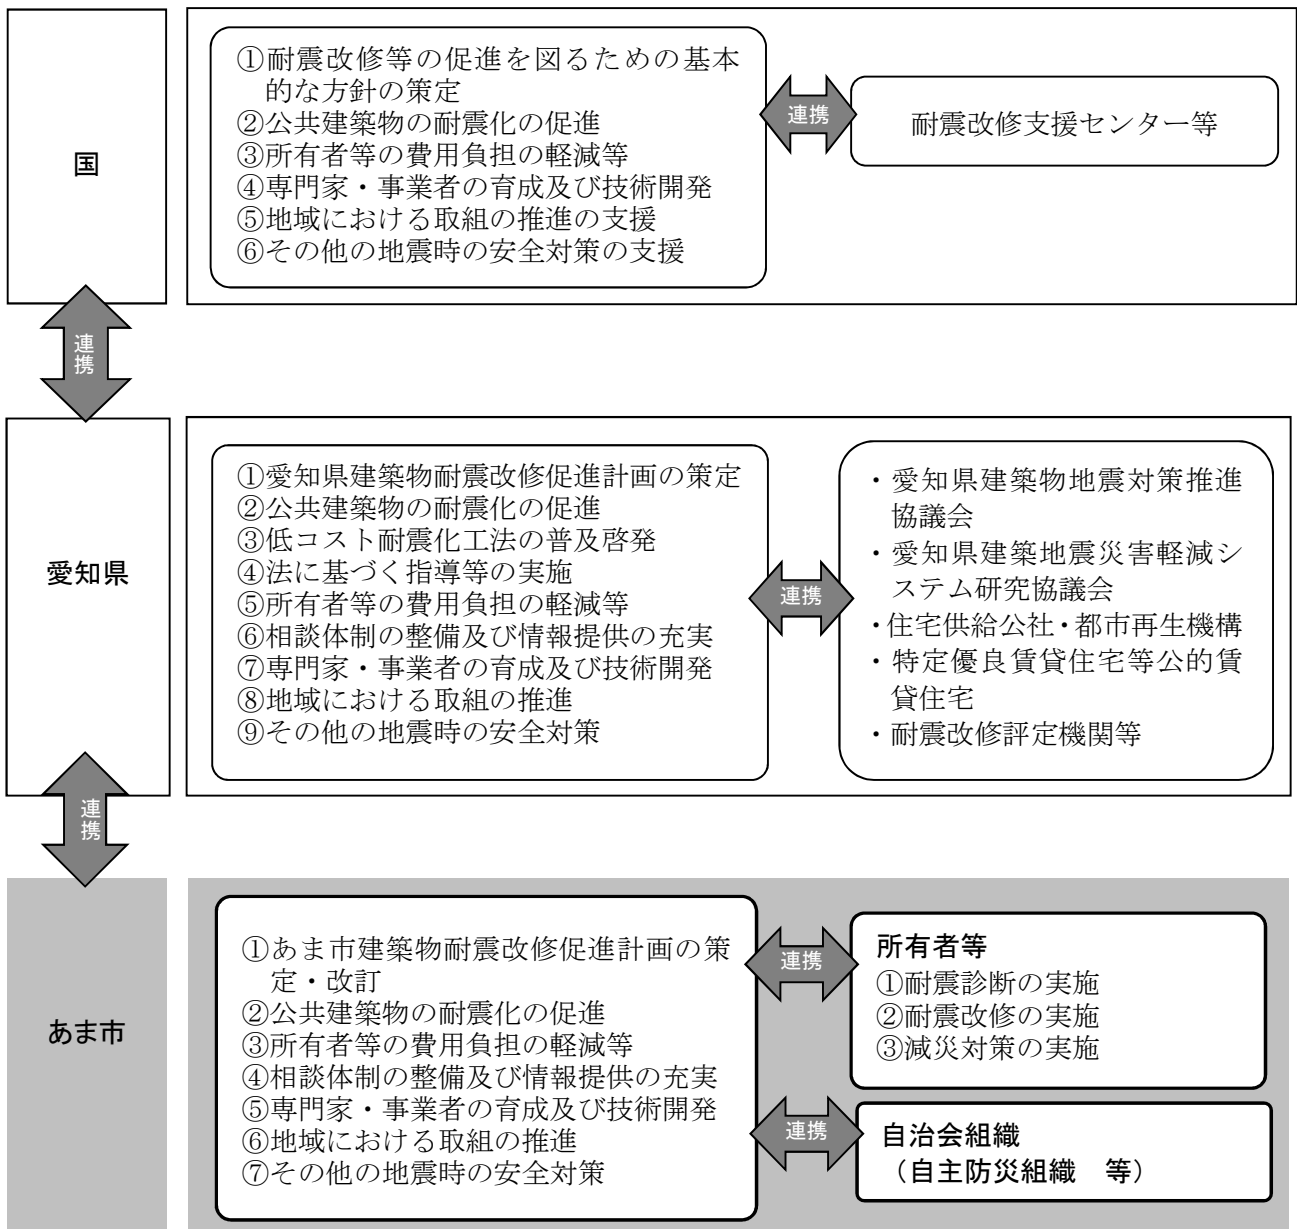 国
①耐震改修等の促進を図るための基本
的な方針の策定
②公共建築物の耐震化の促進
③所有者等の費用負担の軽減等
④専門家・事業者の育成及び技術開発
⑤地域における取組の推進の支援
⑥その他の地震時の安全対策の支援
連携
耐震改修支援センター等
連携
愛知県
①愛知県建築物耐震改修促進計画の策定
②公共建築物の耐震化の促進
③低コスト耐震化工法の普及啓発
④法に基づく指導等の実施
⑤所有者等の費用負担の軽減等
⑥相談体制の整備及び情報提供の充実
⑦専門家・事業者の育成及び技術開発
⑧地域における取組の推進
⑨その他の地震時の安全対策
連携
・愛知県建築物地震対策推進
協議会
・愛知県建築地震災害軽減シ
ステム研究協議会
・住宅供給公社・都市再生機構
・特定優良賃貸住宅等公的賃
貸住宅
・耐震改修評定機関等
連携
あま市
①あま市建築物耐震改修促進計画の策
定・改訂
②公共建築物の耐震化の促進
③所有者等の費用負担の軽減等
④相談体制の整備及び情報提供の充実
⑤専門家・事業者の育成及び技術開発
⑥地域における取組の推進
⑦その他の地震時の安全対策
連携
所有者等
①耐震診断の実施
②耐震改修の実施
③減災対策の実施
連携
自治会組織
（自主防災組織　等）